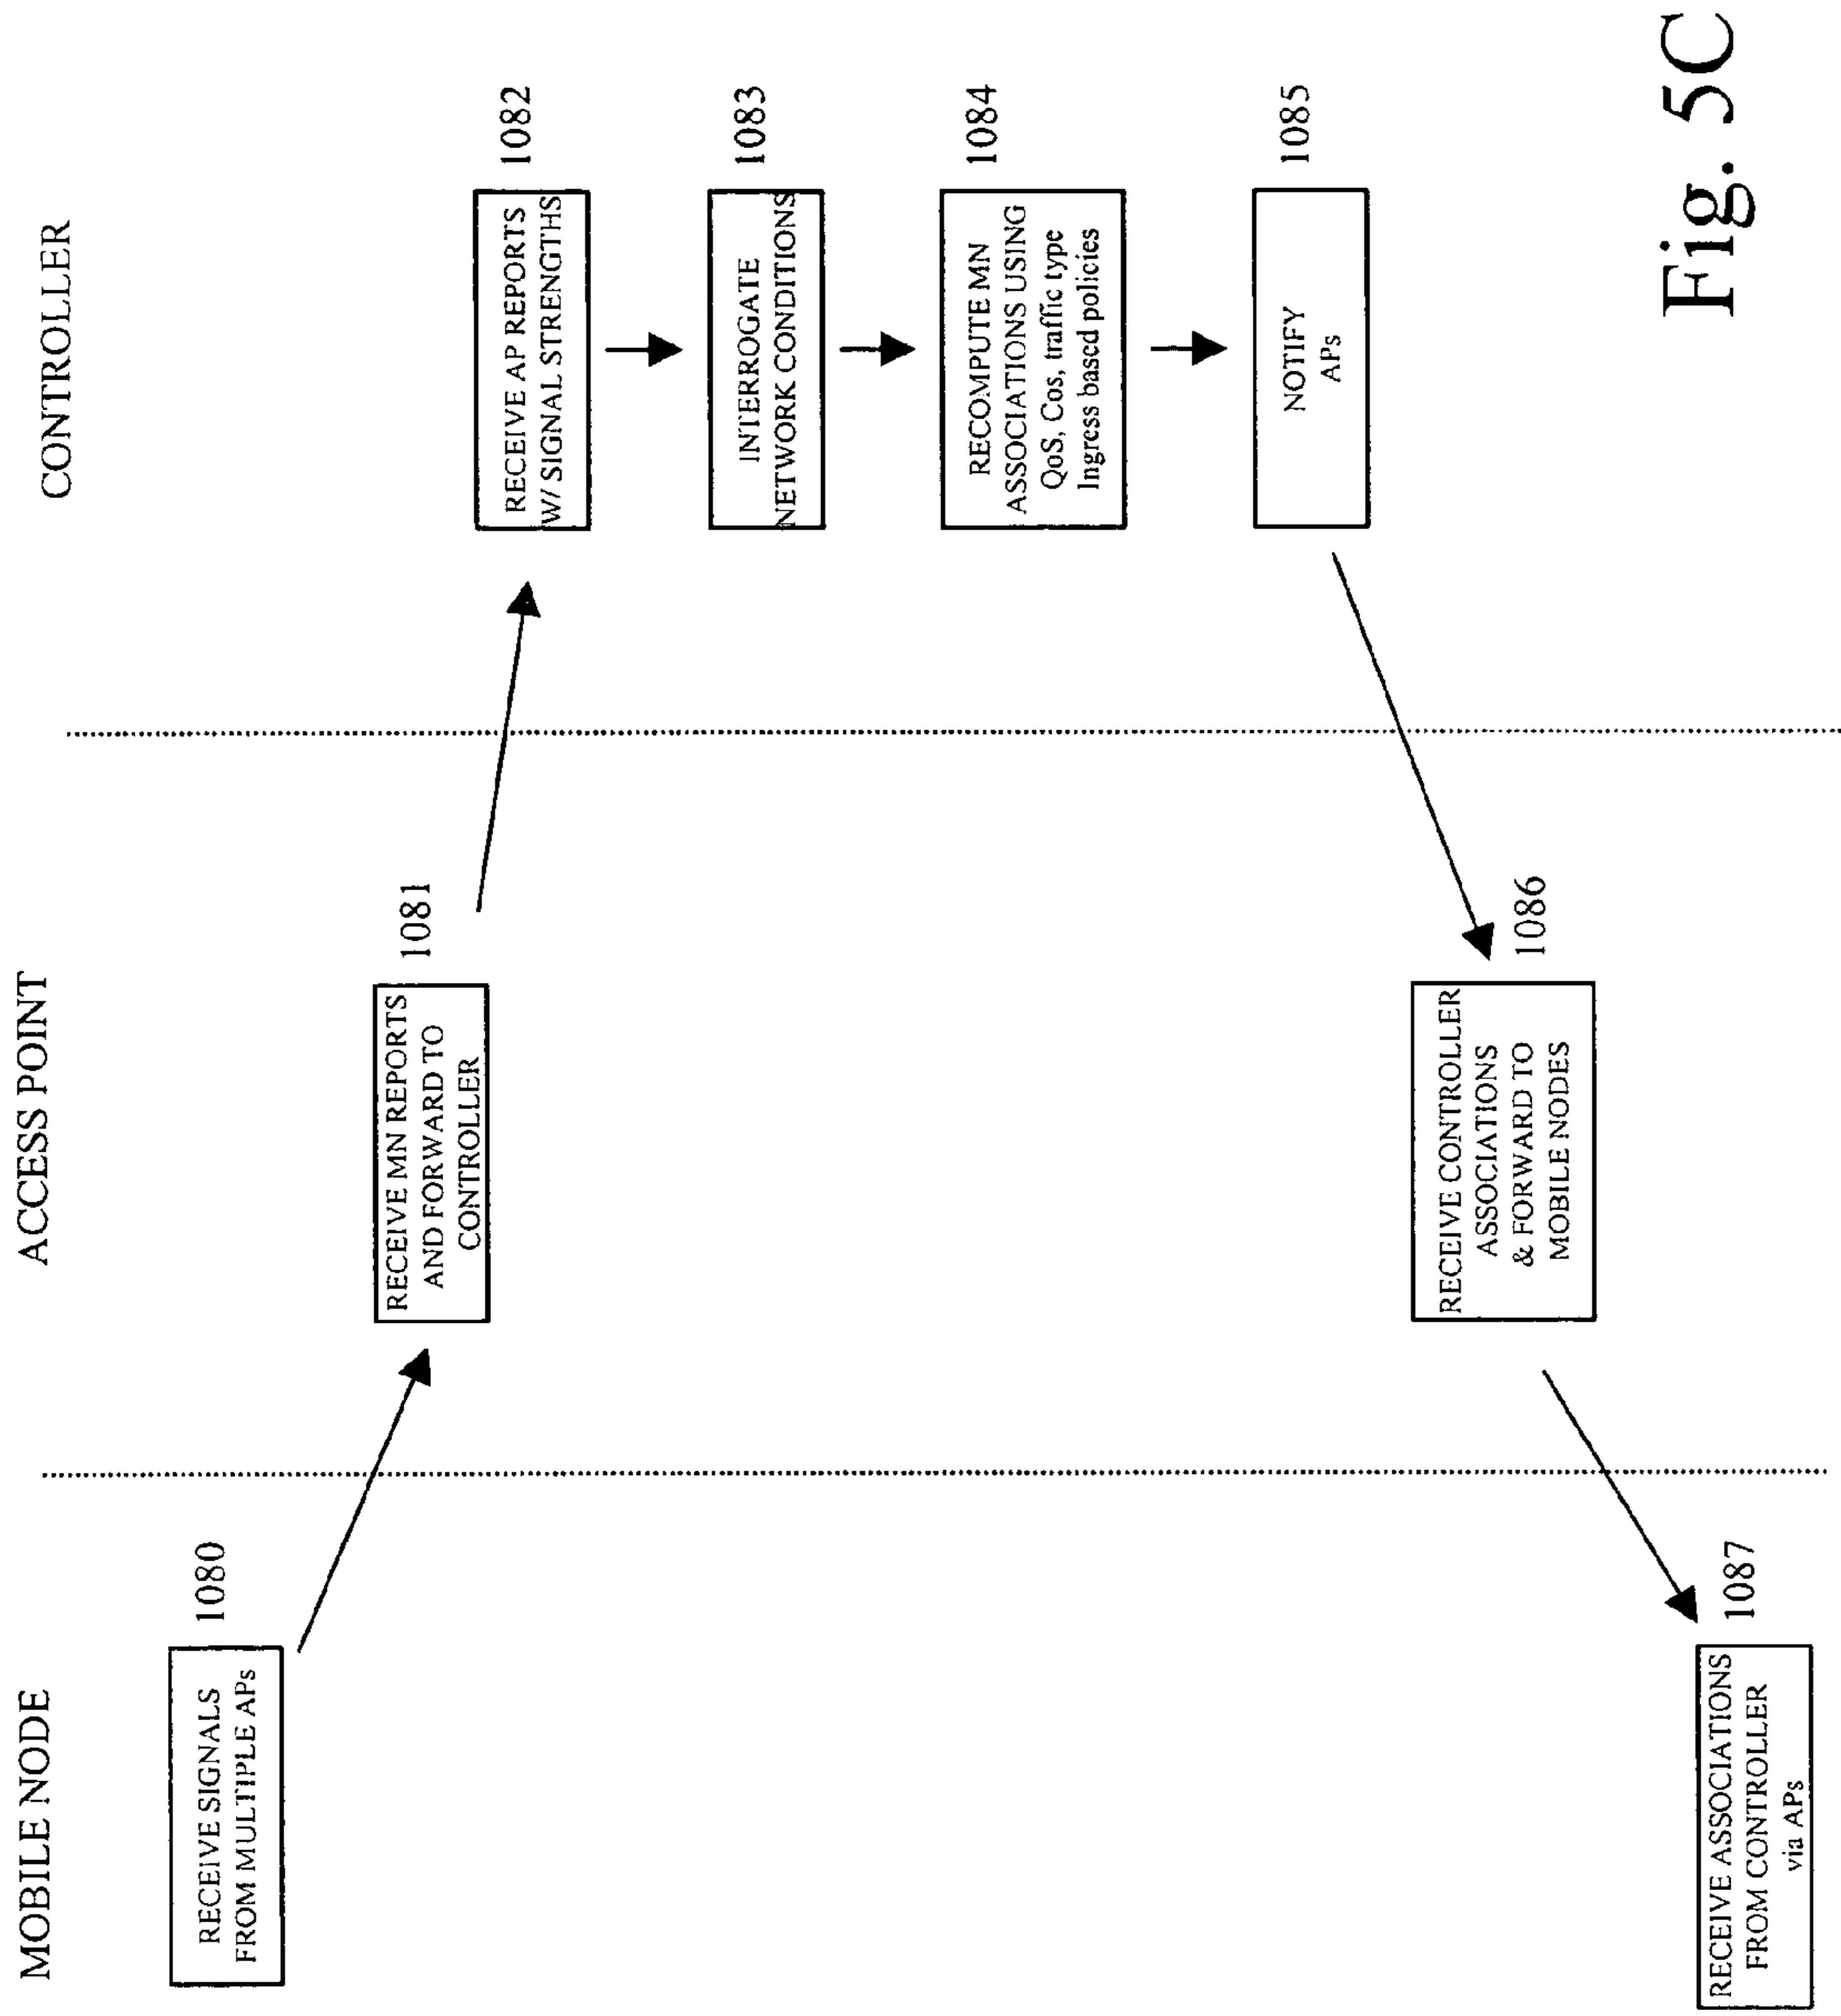 MOBILE NODE
ACCESS POINT
CONTROLLER
RECEIVE SIGNALS
FROM MULTIPLE APs
1080
RECEIVE MN REPORTS
AND FORWARD TO
CONTROLLER
1081
RECEIVE AP REPORTS
W/ SIGNAL STRENGTHS
1082
INTERROGATE
NETWORK CONDITIONS
1083
RECOMPUTE MN
ASSOCIATIONS USING
QoS, Cos, traffic type
Ingress based policies
1084
NOTIFY
APs
1085
RECEIVE CONTROLLER
ASSOCIATIONS
& FORWARD TO
MOBILE NODES
1086
RECEIVE ASSOCIATIONS
FROM CONTROLLER
via APs
1087
Fig. 5C